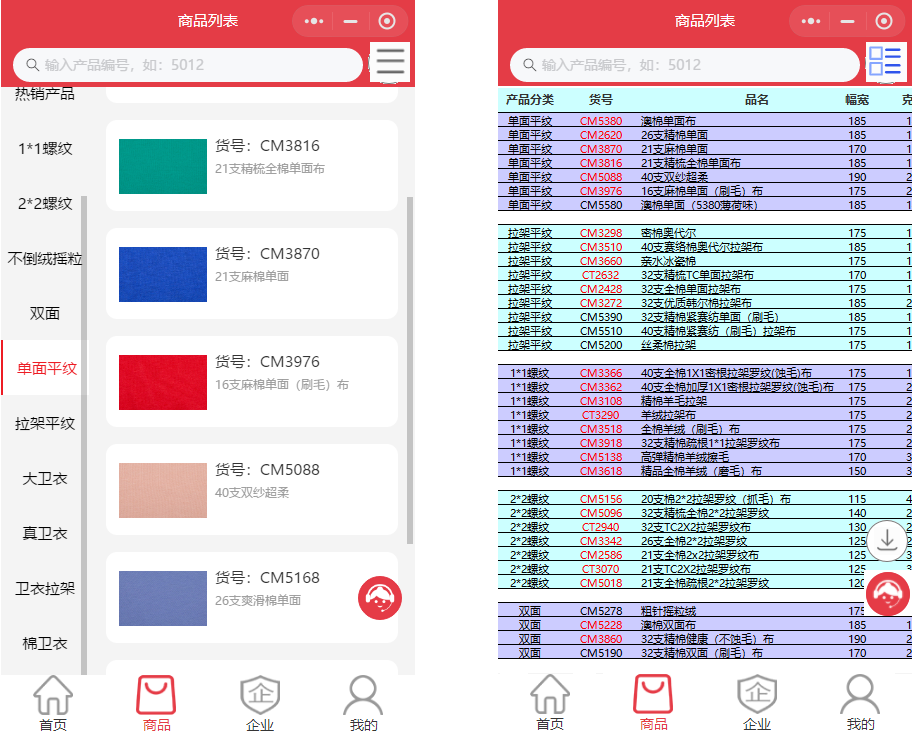 商品列表
输入产品编号，如：5012
热销产品
1*1螺纹
2*2螺纹
不倒绒摇粒
双面
单面平纹
拉架平纹
大卫衣
真卫衣
卫衣拉架
棉卫衣
货号：CM3816
21支精梳全棉单面布
货号：CM3870
21支麻棉单面
货号：CM3976
16支麻棉单面（刷毛）布
货号：CM5088
40支双纱超柔
货号：CM5168
26支爽滑棉单面
首页
商品
企业
我的
商品列表
输入产品编号，如：5012
产品分类 货号 品名 幅宽 克
单面平纹 CM5380 澳棉单面布 185 1
单面平纹 CM2620 26支精棉单面 185 1
单面平纹 CM3870 21支麻棉单面 170 1
单面平纹 CM3816 21支精梳全棉单面布 185 1
单面平纹 CM5088 40支双纱超柔 190 2
单面平纹 CM3976 16支麻棉单面（刷毛）布 175 2
单面平纹 CM5580 澳棉单面（5380薄荷味） 185 1
拉架平纹 CM3298 密棉奥代尔 175 1
拉架平纹 CM3510 40支赛络棉奥代尔拉架布 185 1
拉架平纹 CM3660 亲水冰瓷棉 175 1
拉架平纹 CT2632 32支精梳TC单面拉架布 170 1
拉架平纹 CM2428 32支全棉单面拉架布 175 1
拉架平纹 CM3272 32支优质韩尔棉拉架布 185 2
拉架平纹 CM5390 32支精棉紧赛纺单面（刷毛） 185 1
拉架平纹 CM5510 40支精棉紧赛纺（刷毛）拉架布 175 1
拉架平纹 CM5200 丝柔棉拉架 175 1
1*1螺纹 CM3366 40支全棉1X1密根拉架罗纹(蚀毛)布 175 1
1*1螺纹 CM3362 40支全棉加厚1X1密根拉架罗纹(蚀毛)布 175 2
1*1螺纹 CM3108 精棉羊毛拉架 175 2
1*1螺纹 CT3290 羊绒拉架布 175 2
1*1螺纹 CM3518 全棉羊绒（刷毛）布 175 2
1*1螺纹 CM3918 32支精棉疏根1*1拉架罗纹布 175 2
1*1螺纹 CM5138 高弹精棉羊绒擦毛 170 3
1*1螺纹 CM3618 精品全棉羊绒（磨毛）布 150 3
2*2螺纹 CM5156 20支棉2*2拉架罗纹（抓毛）布 115 4
2*2螺纹 CM5096 32支精梳全棉2*2拉架罗纹 140 2
2*2螺纹 CT2940 32支TC2X2拉架罗纹布 130
2*2螺纹 CM3342 26支全棉2*2拉架罗纹 125
2*2螺纹 CM2586 21支全棉2x2拉架罗纹布 125 3
2*2螺纹 CT3070 21支TC2X2拉架罗纹布 125
2*2螺纹 CM5018 21支全棉疏根2*2拉架罗纹 120
双面 CM5278 粗针摇粒绒 175
双面 CM5228 澳棉双面布 185 1
双面 CM3860 32支精棉健康（不蚀毛）布 190 2
双面 CM5190 32支精棉双面（刷毛）布 170 2
首页
商品
企业
我的